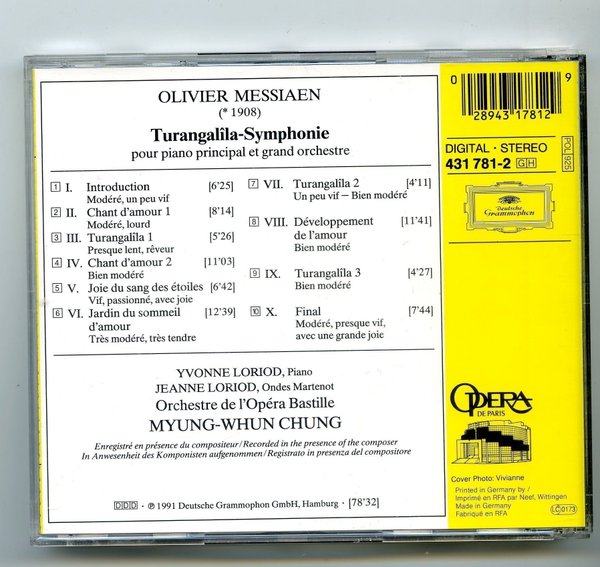 OLIVIER MESSIAEN
(* 1908)
Turangalîla-Symphonie
pour piano principal et grand orchestre
1 I. Introduction [6'25]
Modéré, un peu vif
2 II. Chant d'amour 1 [8'14]
Modéré, lourd
3 III. Turangalîla 1 [5'26]
Presque lent, rêveur
4 IV. Chant d'amour 2 [11'03]
Bien modéré
5 V. Joie du sang des étoiles [6'42]
Vif, passionné, avec joie
6 VI. Jardin du sommeil [12'39]
d'amour
Très modéré, très tendre
7 VII. Turangalîla 2 [4'11]
Un peu vif – Bien modéré
8 VIII. Développement [11'41]
de l'amour
Bien modéré
9 IX. Turangalîla 3 [4'27]
Bien modéré
10 X. Final [7'44]
Modéré, presque vif,
avec une grande joie
YVONNE LORIOD, Piano
JEANNE LORIOD, Ondes Martenot
Orchestre de l'Opéra Bastille
MYUNG-WHUN CHUNG
Enregistré en présence du compositeur/Recorded in the presence of the composer
In Anwesenheit des Komponisten aufgenommen/Registrato in presenza del compositore
DDD · ℗ 1991 Deutsche Grammophon GmbH, Hamburg · [78'32]
0 28943 17812 9
DIGITAL · STEREO
431 781-2 GH
POL 925
Deutsche
Grammophon
OPERA
DE PARIS
Cover Photo: Vivianne
Printed in Germany by /
Imprimé en RFA par Neef, Wittingen
Made in Germany
Fabriqué en RFA
LC 0173